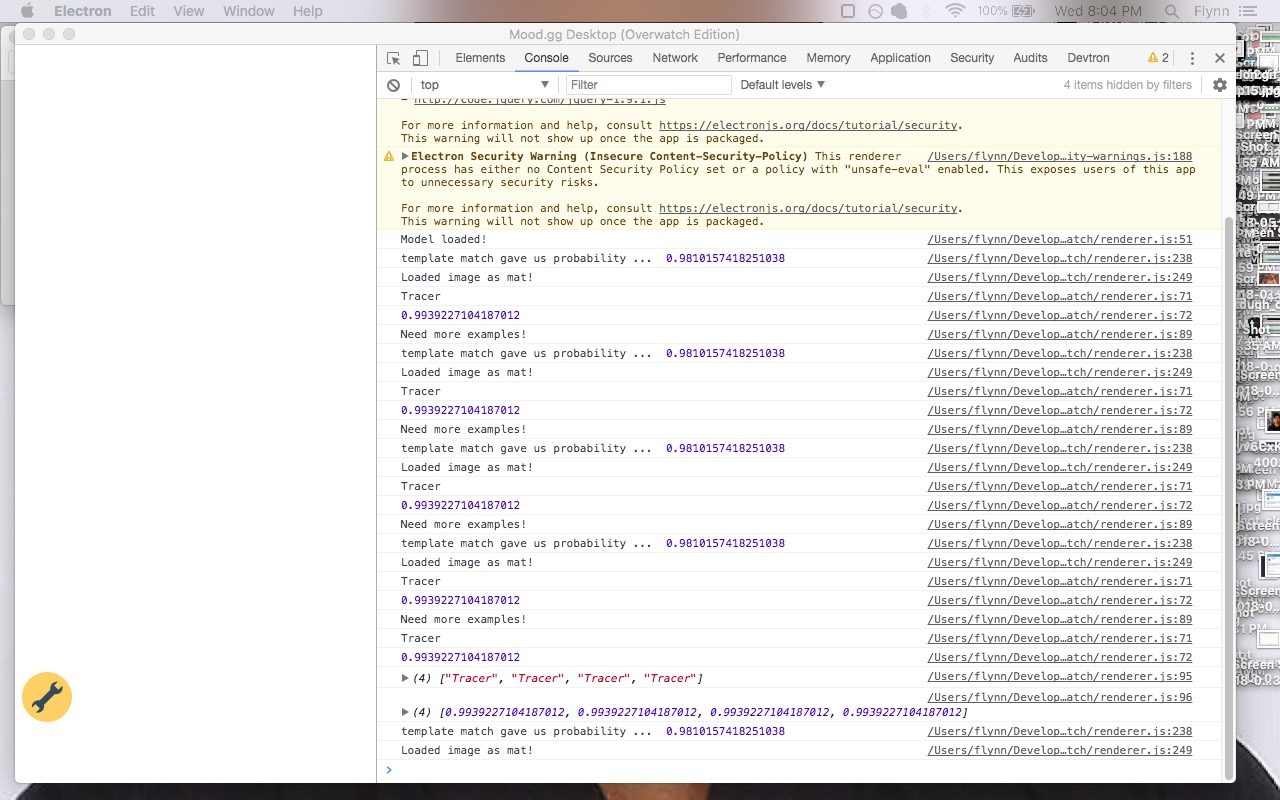 Electron Edit View Window Help 100% Wed 8:04 PM Flynn
Mood.gg Desktop (Overwatch Edition)
Elements Console Sources Network Performance Memory Application Security Audits Devtron 2
top Filter Default levels 4 items hidden by filters
– http://code.jquery.com/jquery-1.9.1.js
For more information and help, consult https://electronjs.org/docs/tutorial/security.
This warning will not show up once the app is packaged.
Electron Security Warning (Insecure Content-Security-Policy) This renderer /Users/flynn/Develop…ity-warnings.js:188
process has either no Content Security Policy set or a policy with "unsafe-eval" enabled. This exposes users of this app
to unnecessary security risks.
For more information and help, consult https://electronjs.org/docs/tutorial/security.
This warning will not show up once the app is packaged.
Model loaded! /Users/flynn/Develop…atch/renderer.js:51
template match gave us probability ... 0.9810157418251038 /Users/flynn/Develop…tch/renderer.js:238
Loaded image as mat! /Users/flynn/Develop…tch/renderer.js:249
Tracer /Users/flynn/Develop…atch/renderer.js:71
0.9939227104187012 /Users/flynn/Develop…atch/renderer.js:72
Need more examples! /Users/flynn/Develop…atch/renderer.js:89
template match gave us probability ... 0.9810157418251038 /Users/flynn/Develop…tch/renderer.js:238
Loaded image as mat! /Users/flynn/Develop…tch/renderer.js:249
Tracer /Users/flynn/Develop…atch/renderer.js:71
0.9939227104187012 /Users/flynn/Develop…atch/renderer.js:72
Need more examples! /Users/flynn/Develop…atch/renderer.js:89
template match gave us probability ... 0.9810157418251038 /Users/flynn/Develop…tch/renderer.js:238
Loaded image as mat! /Users/flynn/Develop…tch/renderer.js:249
Tracer /Users/flynn/Develop…atch/renderer.js:71
0.9939227104187012 /Users/flynn/Develop…atch/renderer.js:72
Need more examples! /Users/flynn/Develop…atch/renderer.js:89
template match gave us probability ... 0.9810157418251038 /Users/flynn/Develop…tch/renderer.js:238
Loaded image as mat! /Users/flynn/Develop…tch/renderer.js:249
Tracer /Users/flynn/Develop…atch/renderer.js:71
0.9939227104187012 /Users/flynn/Develop…atch/renderer.js:72
Need more examples! /Users/flynn/Develop…atch/renderer.js:89
Tracer /Users/flynn/Develop…atch/renderer.js:71
0.9939227104187012 /Users/flynn/Develop…atch/renderer.js:72
(4) ["Tracer", "Tracer", "Tracer", "Tracer"] /Users/flynn/Develop…atch/renderer.js:95
/Users/flynn/Develop…atch/renderer.js:96
(4) [0.9939227104187012, 0.9939227104187012, 0.9939227104187012, 0.9939227104187012]
template match gave us probability ... 0.9810157418251038 /Users/flynn/Develop…tch/renderer.js:238
Loaded image as mat! /Users/flynn/Develop…tch/renderer.js:249